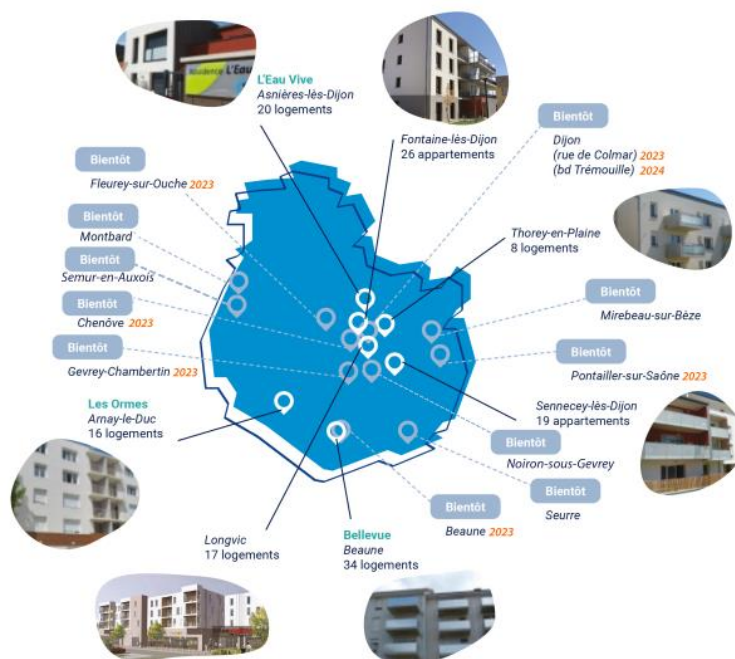 Résidence L'Eau Vive
L'Eau Vive
Asnières-lès-Dijon
20 logements
Fontaine-lès-Dijon
26 appartements
Bientôt
Dijon
(rue de Colmar) 2023
(bd Trémouille) 2024
Bientôt
Fleurey-sur-Ouche 2023
Bientôt
Montbard
Bientôt
Semur-en-Auxois
Bientôt
Chenôve 2023
Bientôt
Gevrey-Chambertin 2023
Thorey-en-Plaine
8 logements
Bientôt
Mirebeau-sur-Bèze
Bientôt
Pontailler-sur-Saône 2023
Les Ormes
Arnay-le-Duc
16 logements
Sennecey-lès-Dijon
19 appartements
Bientôt
Noiron-sous-Gevrey
Bientôt
Seurre
Bientôt
Beaune 2023
Longvic
17 logements
Bellevue
Beaune
34 logements